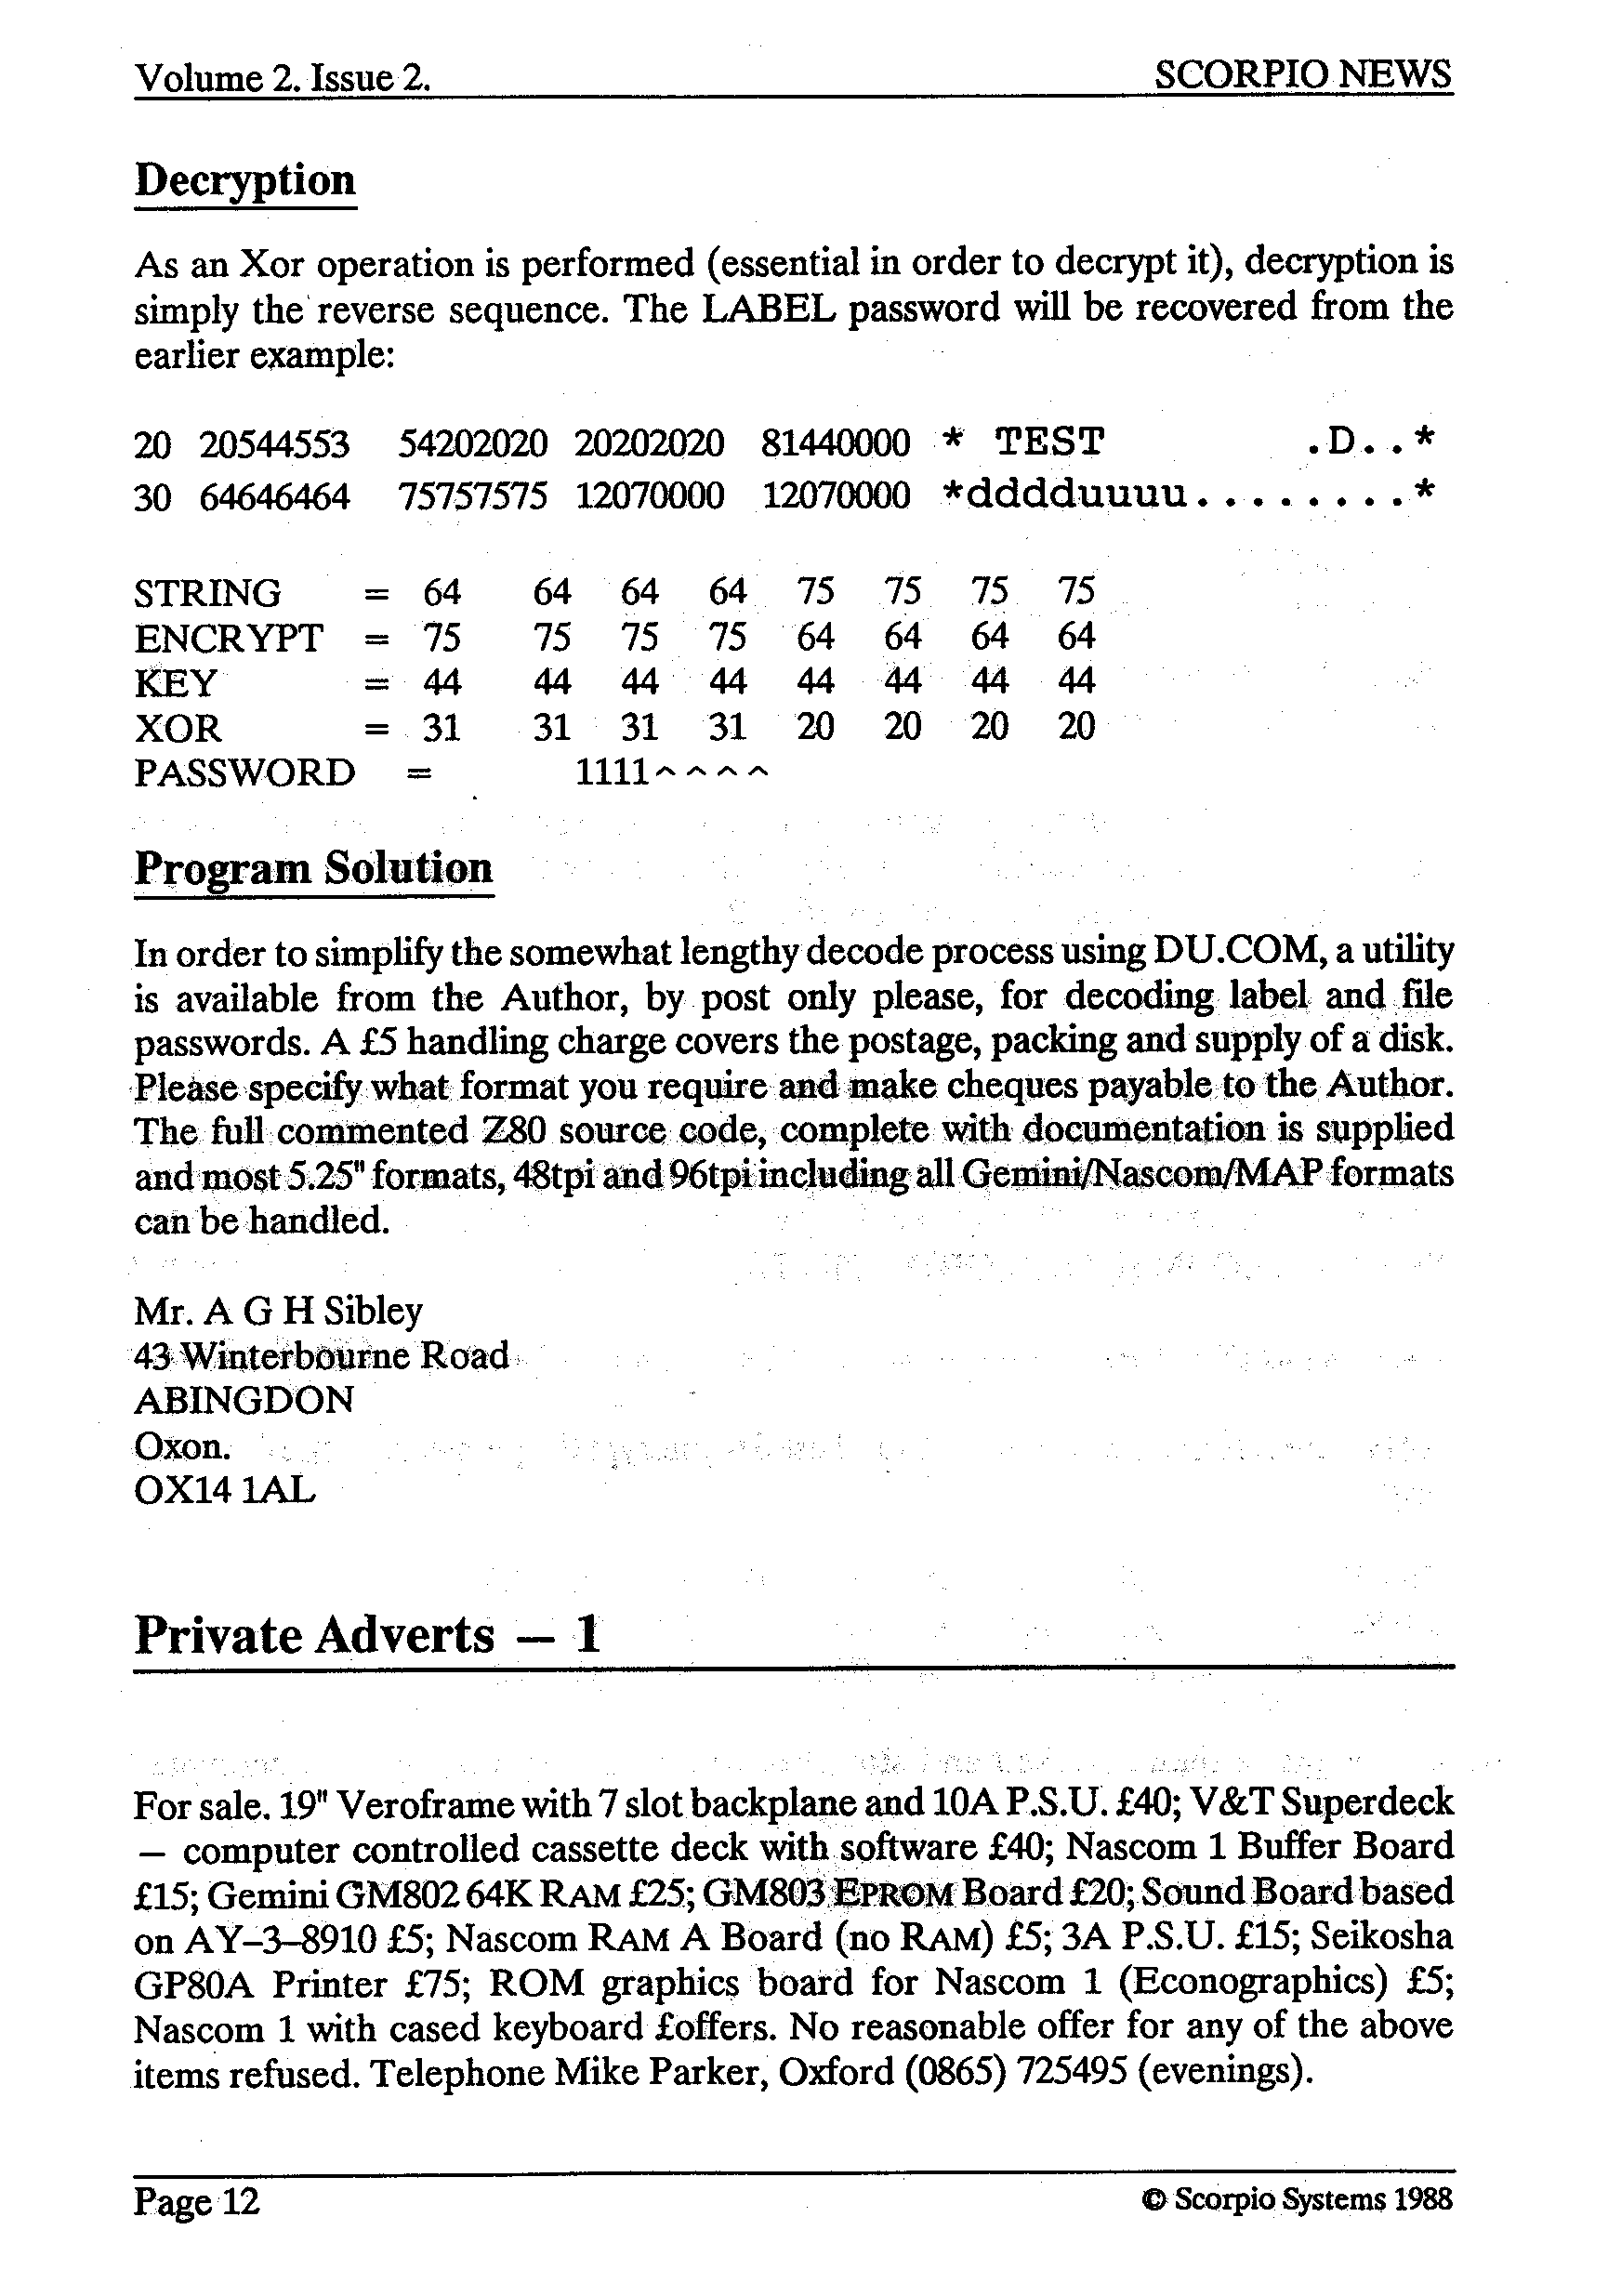 Volume 2. Issue 2. SCORPIO NEWS
Decryption
As an Xor operation is performed (essential in order to decrypt it), decryption is
simply the reverse sequence. The LABEL password will be recovered from the
earlier example:
20 20544553 54202020 20202020 81440000 * TEST .D..*
30 64646464 75757575 12070000 12070000 *dddduuuu........*
STRING = 64 64 64 64 75 75 75 75
ENCRYPT = 75 75 75 75 64 64 64 64
KEY = 44 44 44 44 44 44 44 44
XOR = 31 31 31 31 20 20 20 20
PASSWORD = 1111^^^^
Program Solution
In order to simplify the somewhat lengthy decode process using DU.COM, a utility
is available from the Author, by post only please, for decoding label and file
passwords. A £5 handling charge covers the postage, packing and supply of a disk.
Please specify what format you require and make cheques payable to the Author.
The full commented Z80 source code, complete with documentation is supplied
and most 5.25" formats, 48tpi and 96tpi including all Gemini/Nascom/MAP formats
can be handled.
Mr. A G H Sibley
43 Winterbourne Road
ABINGDON
Oxon.
OX14 1AL
Private Adverts — 1
For sale. 19" Veroframe with 7 slot backplane and 10A P.S.U. £40; V&T Superdeck
— computer controlled cassette deck with software £40; Nascom 1 Buffer Board
£15; Gemini GM802 64K RAM £25; GM803 EPROM Board £20; Sound Board based
on AY–3–8910 £5; Nascom RAM A Board (no RAM) £5; 3A P.S.U. £15; Seikosha
GP80A Printer £75; ROM graphics board for Nascom 1 (Econographics) £5;
Nascom 1 with cased keyboard £offers. No reasonable offer for any of the above
items refused. Telephone Mike Parker, Oxford (0865) 725495 (evenings).
Page 12 © Scorpio Systems 1988